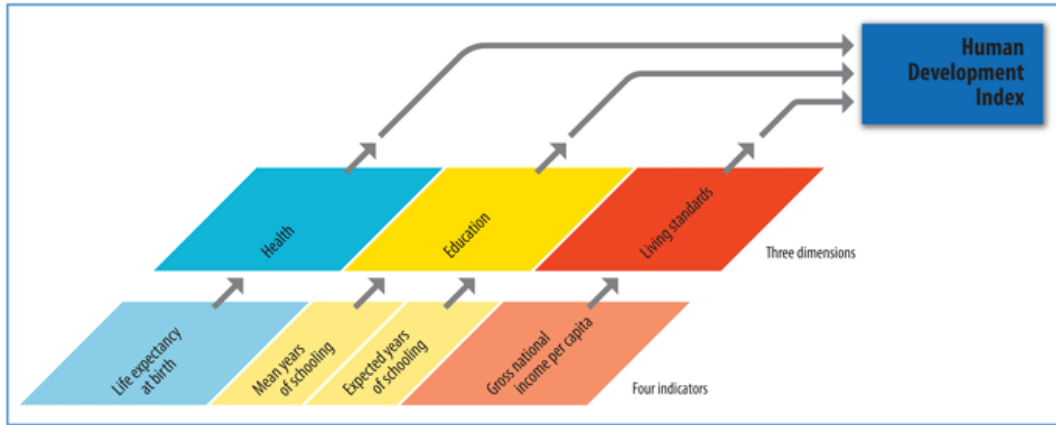 Human
Development
Index
Health
Education
Living standards
Three dimensions
Life expectancy
at birth
Mean years
of schooling
Expected years
of schooling
Gross national
income per capita
Four indicators